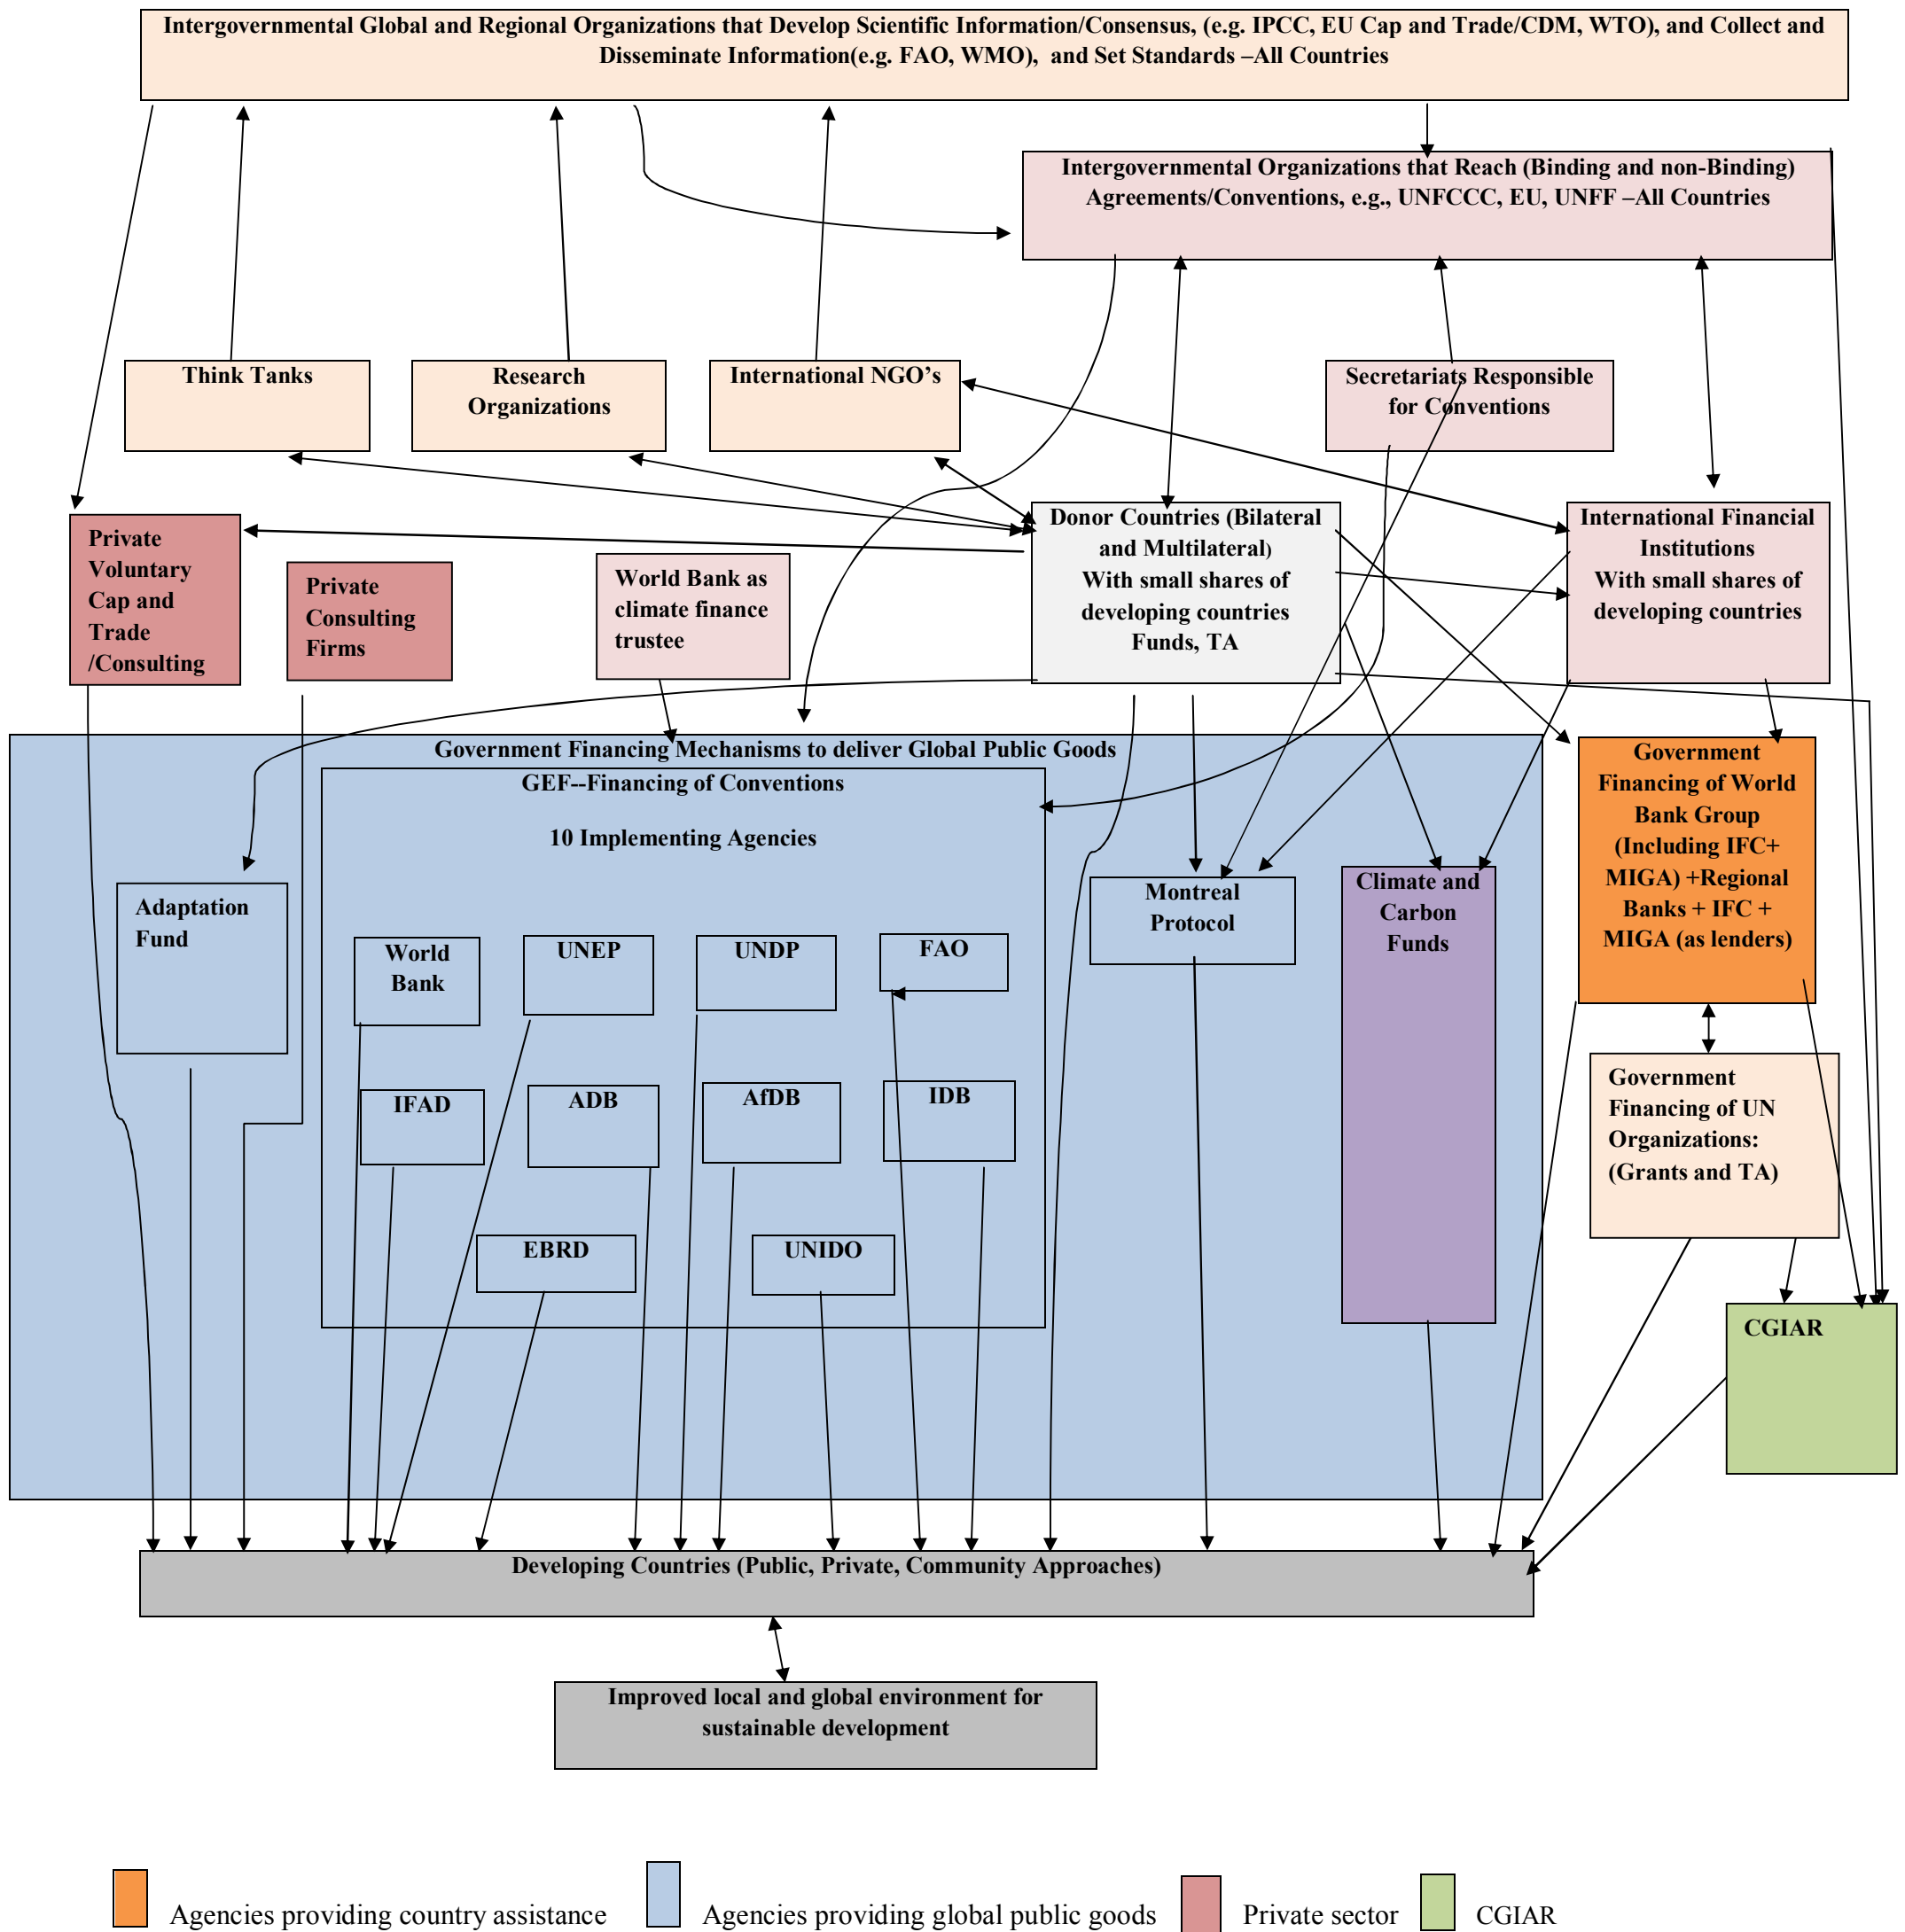 Intergovernmental Global and Regional Organizations that Develop Scientific Information/Consensus, (e.g. IPCC, EU Cap and Trade/CDM, WTO), and Collect and
Disseminate Information(e.g. FAO, WMO),  and Set Standards –All Countries
Intergovernmental Organizations that Reach (Binding and non-Binding)
Agreements/Conventions, e.g., UNFCCC, EU, UNFF –All Countries
Think Tanks
Research
Organizations
International NGO’s
Secretariats Responsible
for Conventions
Private
Voluntary
Cap and
Trade
/Consulting
Private
Consulting
Firms
World Bank as
climate finance
trustee
Donor Countries (Bilateral
and Multilateral)
With small shares of
developing countries
Funds, TA
International Financial
Institutions
With small shares of
developing countries
Government Financing Mechanisms to deliver Global Public Goods
GEF--Financing of Conventions
10 Implementing Agencies
Adaptation
Fund
World
Bank
UNEP
UNDP
FAO
IFAD
ADB
AfDB
IDB
EBRD
UNIDO
Montreal
Protocol
Climate and
Carbon
Funds
Government
Financing of World
Bank Group
(Including IFC+
MIGA) +Regional
Banks + IFC +
MIGA (as lenders)
Government
Financing of UN
Organizations:
(Grants and TA)
CGIAR
Developing Countries (Public, Private, Community Approaches)
Improved local and global environment for
sustainable development
Agencies providing country assistance
Agencies providing global public goods
Private sector
CGIAR